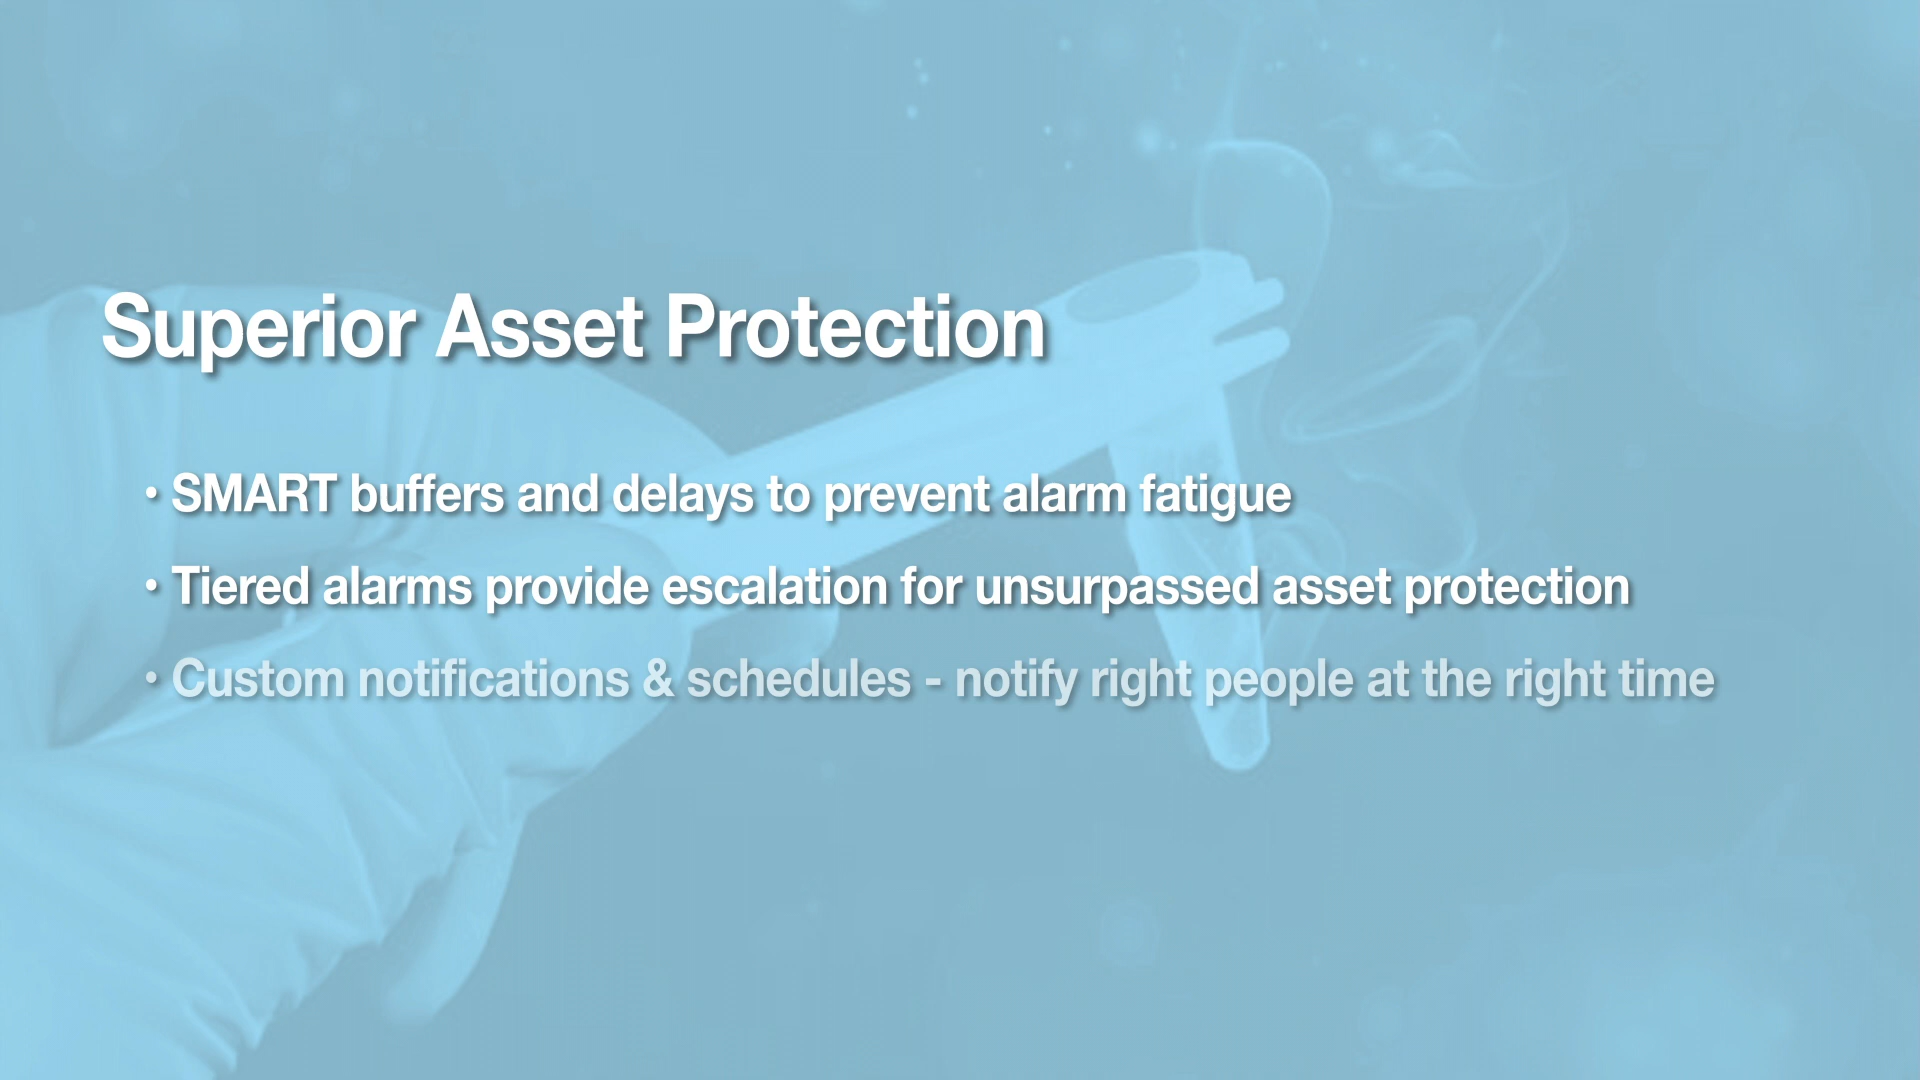 Superior Asset Protection
• SMART buffers and delays to prevent alarm fatigue
• Tiered alarms provide escalation for unsurpassed asset protection
• Custom notifications & schedules - notify right people at the right time